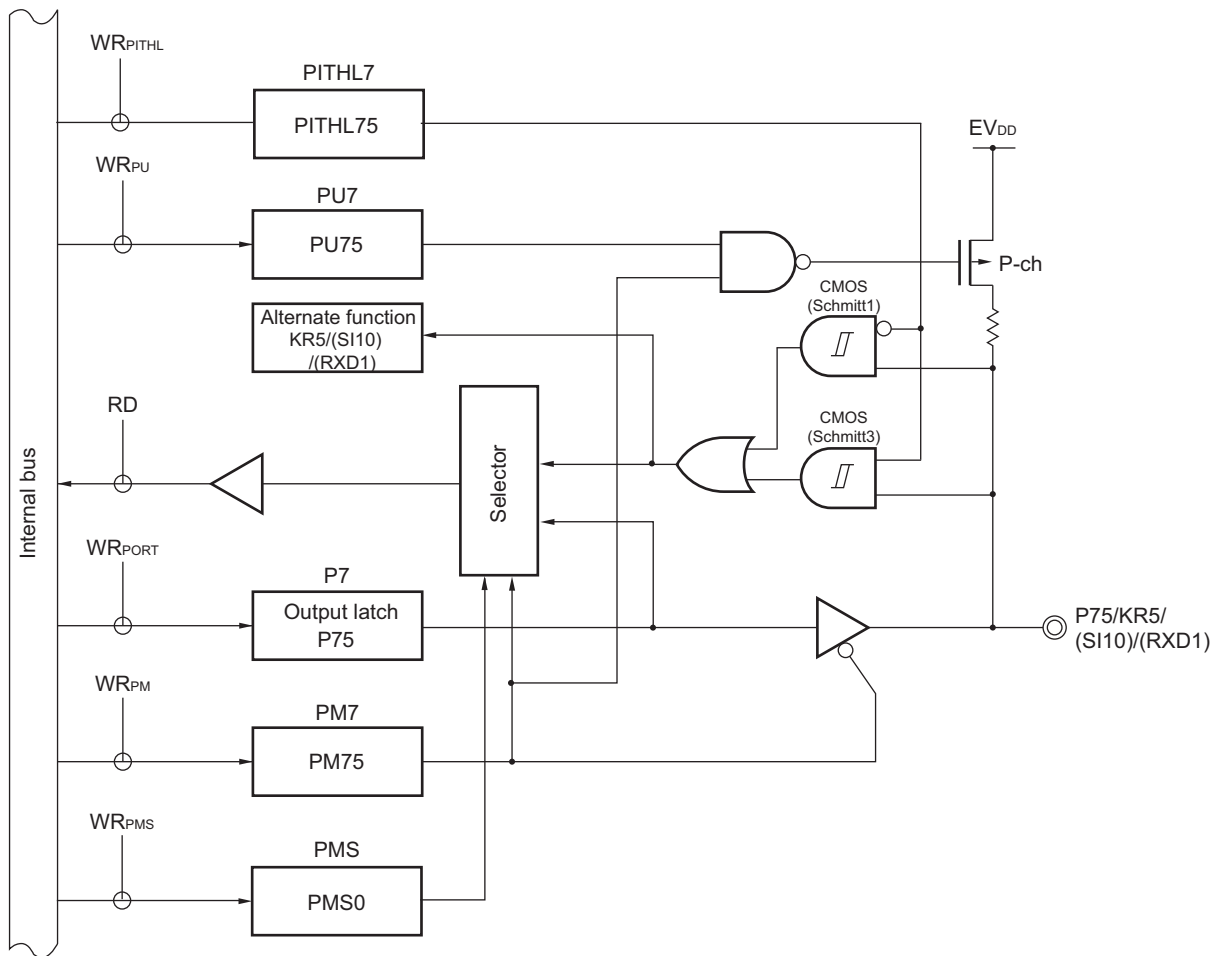 WRPITHL
PITHL7
PITHL75
EVDD
WRPU
PU7
PU75
P-ch
CMOS
(Schmitt1)
Alternate function
KR5/(SI10)
/(RXD1)
RD
CMOS
(Schmitt3)
Selector
Internal bus
WRPORT
P7
Output latch
P75
P75/KR5/
(SI10)/(RXD1)
WRPM
PM7
PM75
WRPMS
PMS
PMS0